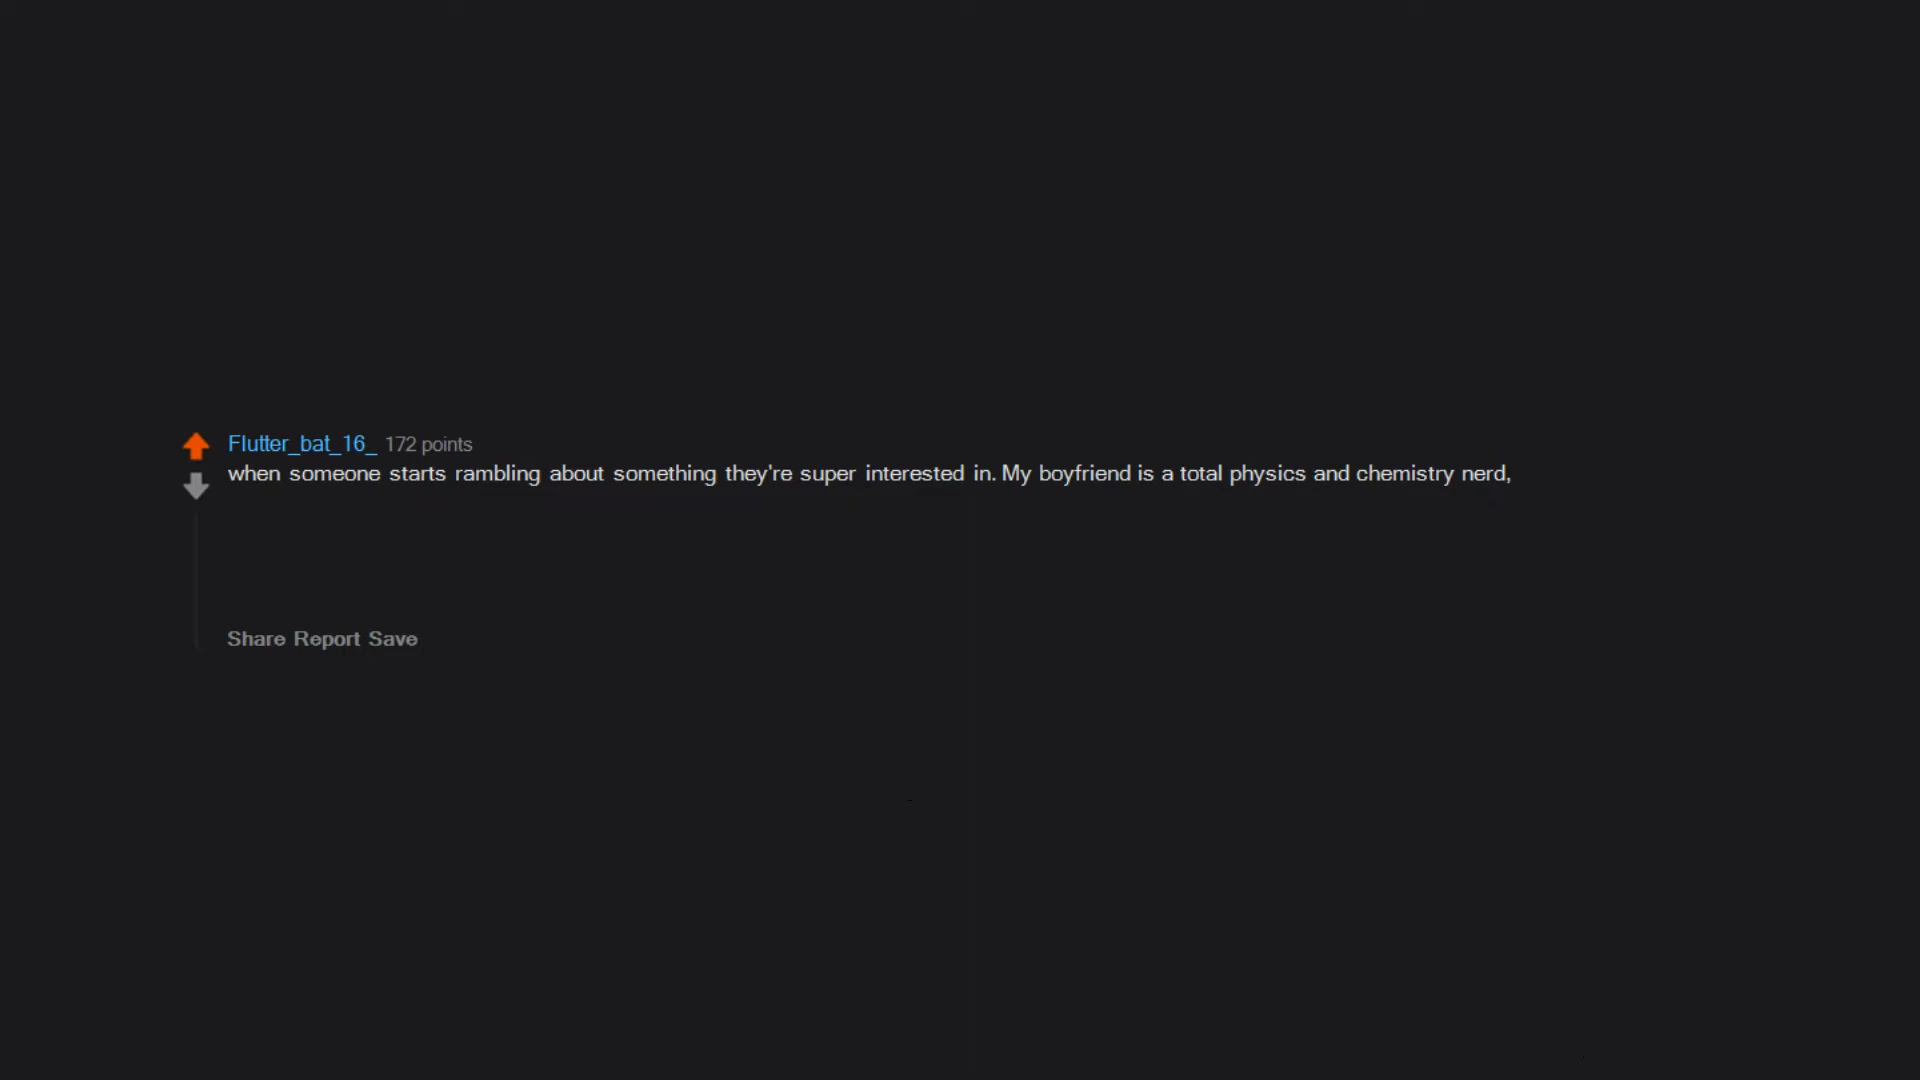 Flutter_bat_16_ 172 points
when someone starts rambling about something they're super interested in. My boyfriend is a total physics and chemistry nerd,
Share Report Save